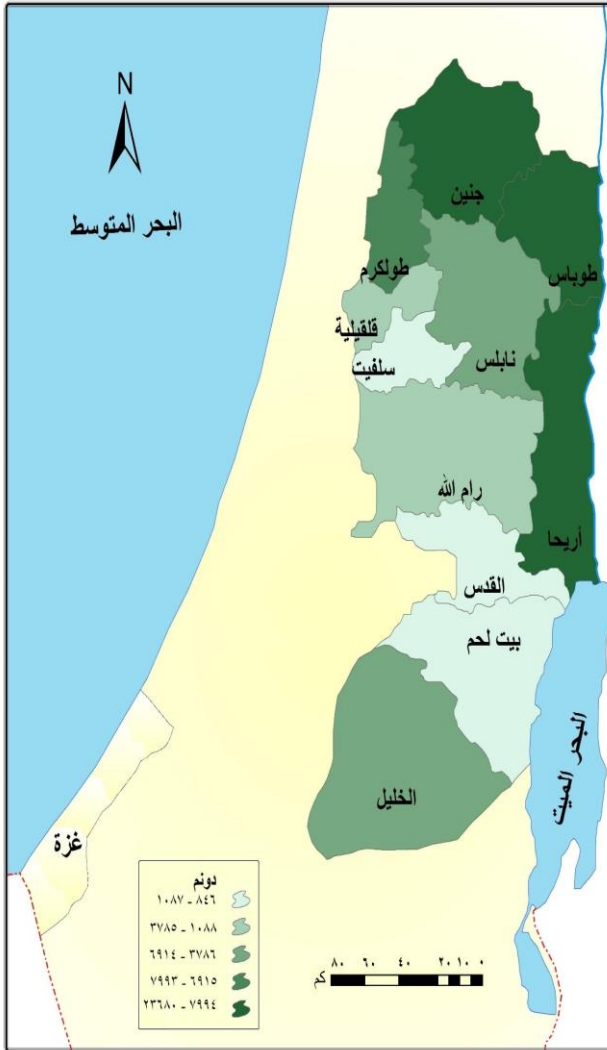 N
البحر المتوسط
جنين
طوباس
طولكرم
قلقيلية
سلفيت
نابلس
رام الله
أريحا
القدس
بيت لحم
البحر الميت
الخليل
غزة
دونم
٨٤٦ - ١٠٨٧
١٠٨٨ - ٣٧٨٥
٣٧٨٦ - ٦٩١٤
٦٩١٥ - ٧٩٩٣
٧٩٩٤ - ٢٣٦٨٠
٨٠ ٦٠ ٤٠ ٢٠ ١٠ ٠
كم